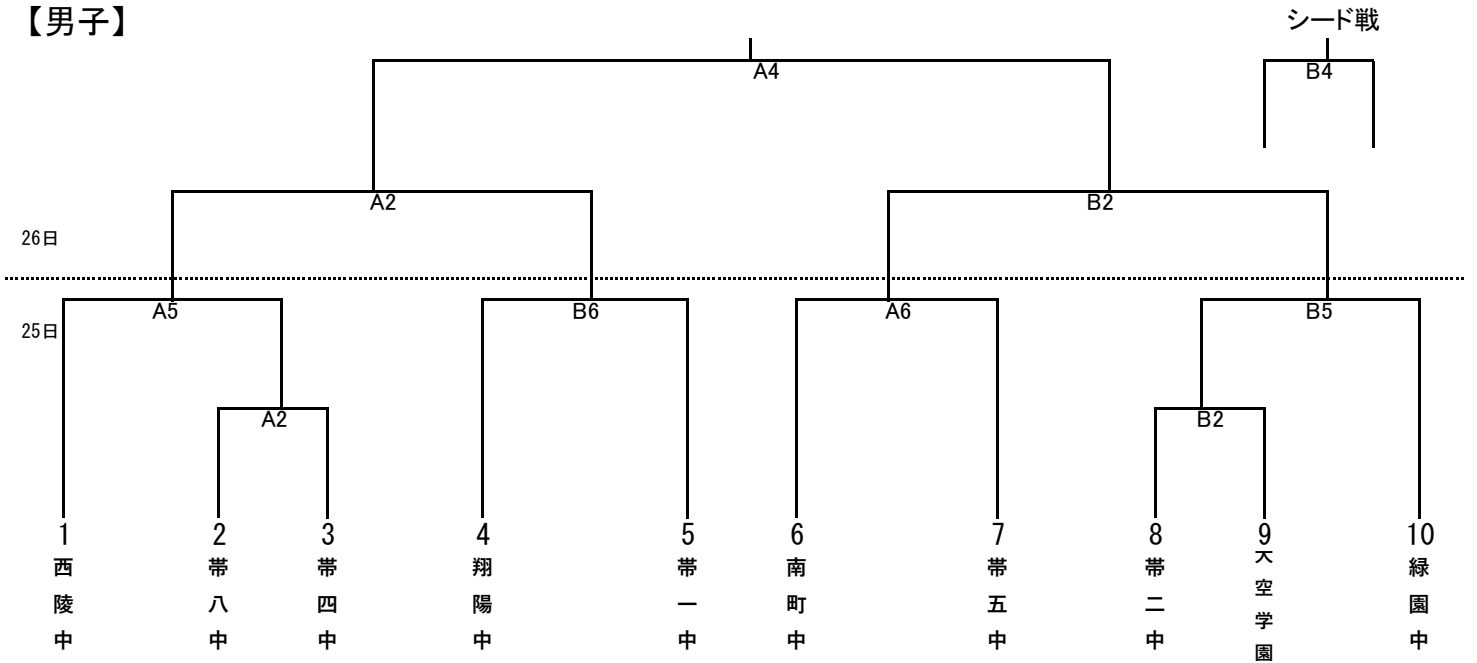 【男子】
シード戦
A4
B4
A2
B2
26日
A5
B6
A6
B5
25日
A2
B2
1
2
3
4
5
6
7
8
9
10
西陵中
帯八中
帯四中
翔陽中
帯一中
南町中
帯五中
帯二中
大空学園
緑園中